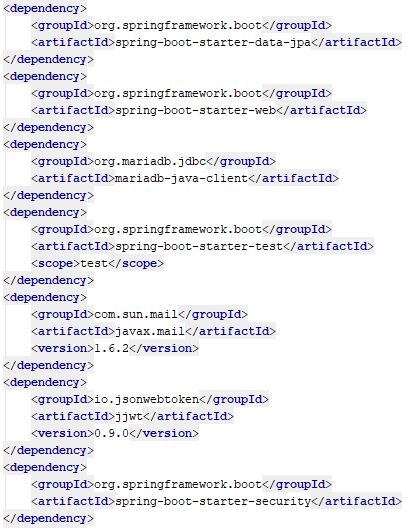 <dependency>
    <groupId>org.springframework.boot</groupId>
    <artifactId>spring-boot-starter-data-jpa</artifactId>
</dependency>
<dependency>
    <groupId>org.springframework.boot</groupId>
    <artifactId>spring-boot-starter-web</artifactId>
</dependency>
<dependency>
    <groupId>org.mariadb.jdbc</groupId>
    <artifactId>mariadb-java-client</artifactId>
</dependency>
<dependency>
    <groupId>org.springframework.boot</groupId>
    <artifactId>spring-boot-starter-test</artifactId>
    <scope>test</scope>
</dependency>
<dependency>
    <groupId>com.sun.mail</groupId>
    <artifactId>javax.mail</artifactId>
    <version>1.6.2</version>
</dependency>
<dependency>
    <groupId>io.jsonwebtoken</groupId>
    <artifactId>jjwt</artifactId>
    <version>0.9.0</version>
</dependency>
<dependency>
    <groupId>org.springframework.boot</groupId>
    <artifactId>spring-boot-starter-security</artifactId>
</dependency>